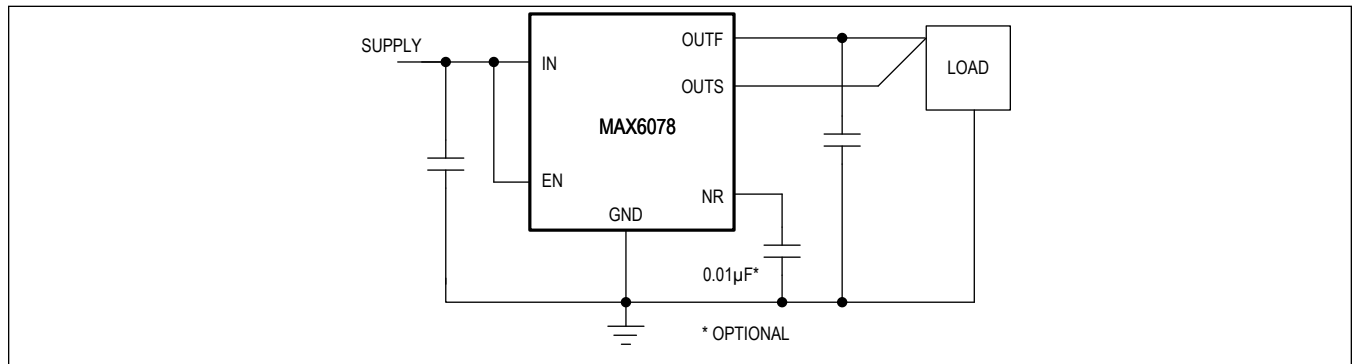 SUPPLY
IN
OUTF
OUTS
LOAD
MAX6078
EN
NR
GND
0.01µF*
* OPTIONAL